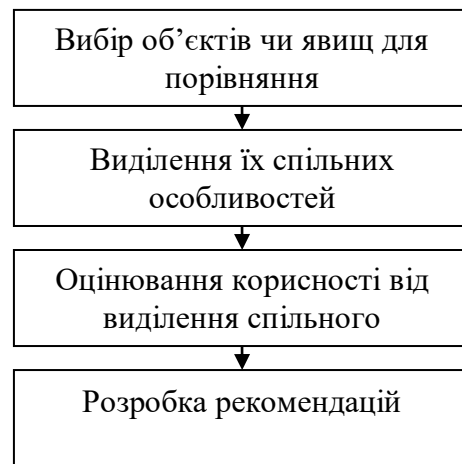 Вибір об’єктів чи явищ для
порівняння
Виділення їх спільних
особливостей
Оцінювання корисності від
виділення спільного
Розробка рекомендацій